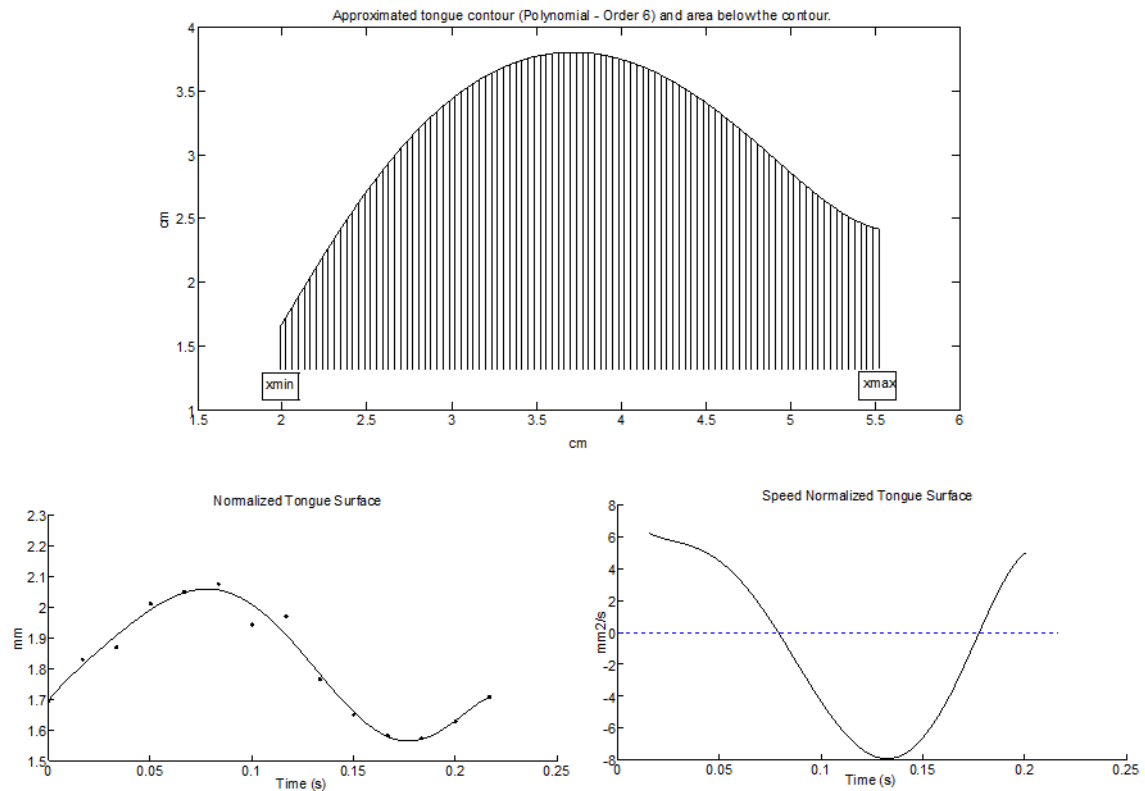 Approximated tongue contour (Polynomial - Order 6) and area below the contour.
4
3.5
3
2.5
2
1.5
1
cm
xmin
xmax
1.5 2 2.5 3 3.5 4 4.5 5 5.5 6
cm
Normalized Tongue Surface
2.3
2.2
2.1
2
1.9
1.8
1.7
1.6
1.5
mm
0 0.05 0.1 0.15 0.2 0.25
Time (s)
Speed Normalized Tongue Surface
8
6
4
2
0
-2
-4
-6
-8
mm2/s
0 0.05 0.1 0.15 0.2 0.25
Time (s)